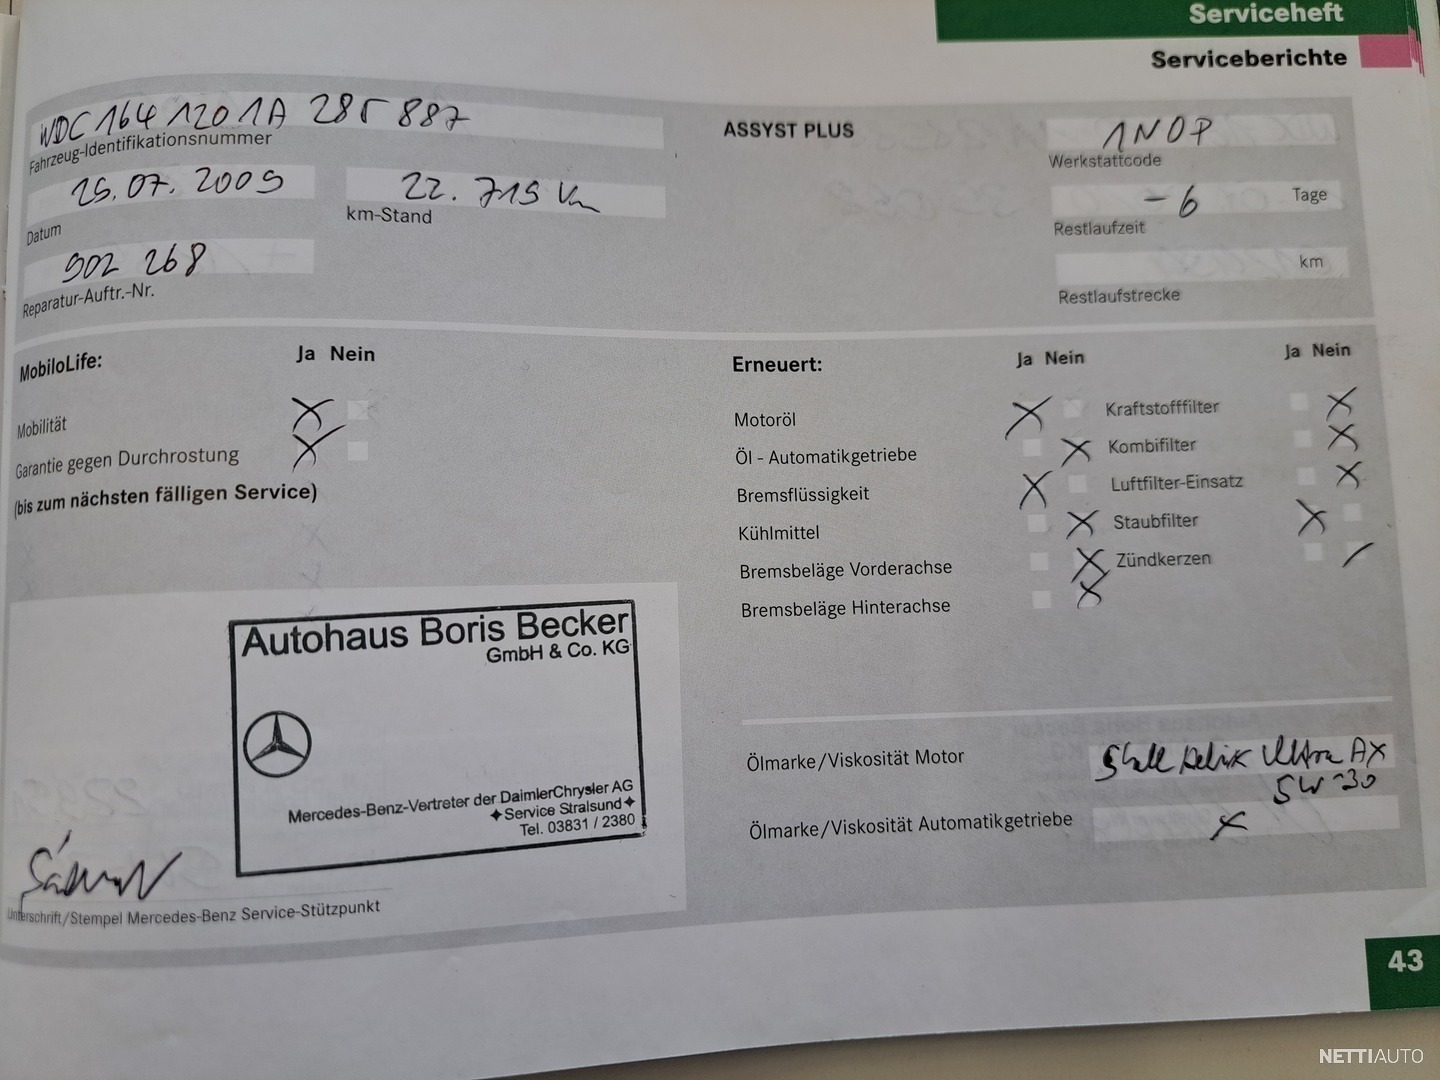 Serviceheft
Serviceberichte
WDC 164 120 1A 285 887
Fahrzeug-Identifikationsnummer
25.07.2009
Datum
22.719 km
km-Stand
902 268
Reparatur-Auftr.-Nr.
ASSYST PLUS
1NOP
Werkstattcode
-6 Tage
Restlaufzeit
km
Restlaufstrecke
MobiloLife: Ja Nein
Mobilität X
Garantie gegen Durchrostung X
(bis zum nächsten fälligen Service)
Erneuert: Ja Nein Ja Nein
Motoröl X Kraftstofffilter X
Öl - Automatikgetriebe X Kombifilter X
Bremsflüssigkeit X Luftfilter-Einsatz X
Kühlmittel X Staubfilter X
Bremsbeläge Vorderachse X Zündkerzen /
Bremsbeläge Hinterachse X
Autohaus Boris Becker
GmbH & Co. KG
Mercedes-Benz-Vertreter der DaimlerChrysler AG
✦Service Stralsund✦
Tel. 03831 / 2380
Unterschrift/Stempel Mercedes-Benz Service-Stützpunkt
Ölmarke/Viskosität Motor Shell Helix Ultra AX
5W-30
Ölmarke/Viskosität Automatikgetriebe X
43
NETTIAUTO